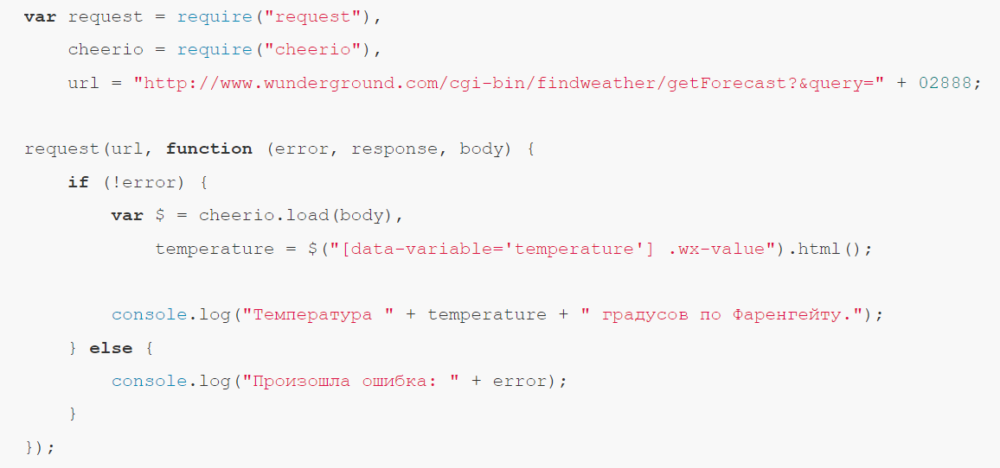 var request = require("request"),
    cheerio = require("cheerio"),
    url = "http://www.wunderground.com/cgi-bin/findweather/getForecast?&query=" + 02888;

request(url, function (error, response, body) {
    if (!error) {
        var $ = cheerio.load(body),
            temperature = $("[data-variable='temperature'] .wx-value").html();

        console.log("Температура " + temperature + " градусов по Фаренгейту.");
    } else {
        console.log("Произошла ошибка: " + error);
    }
});